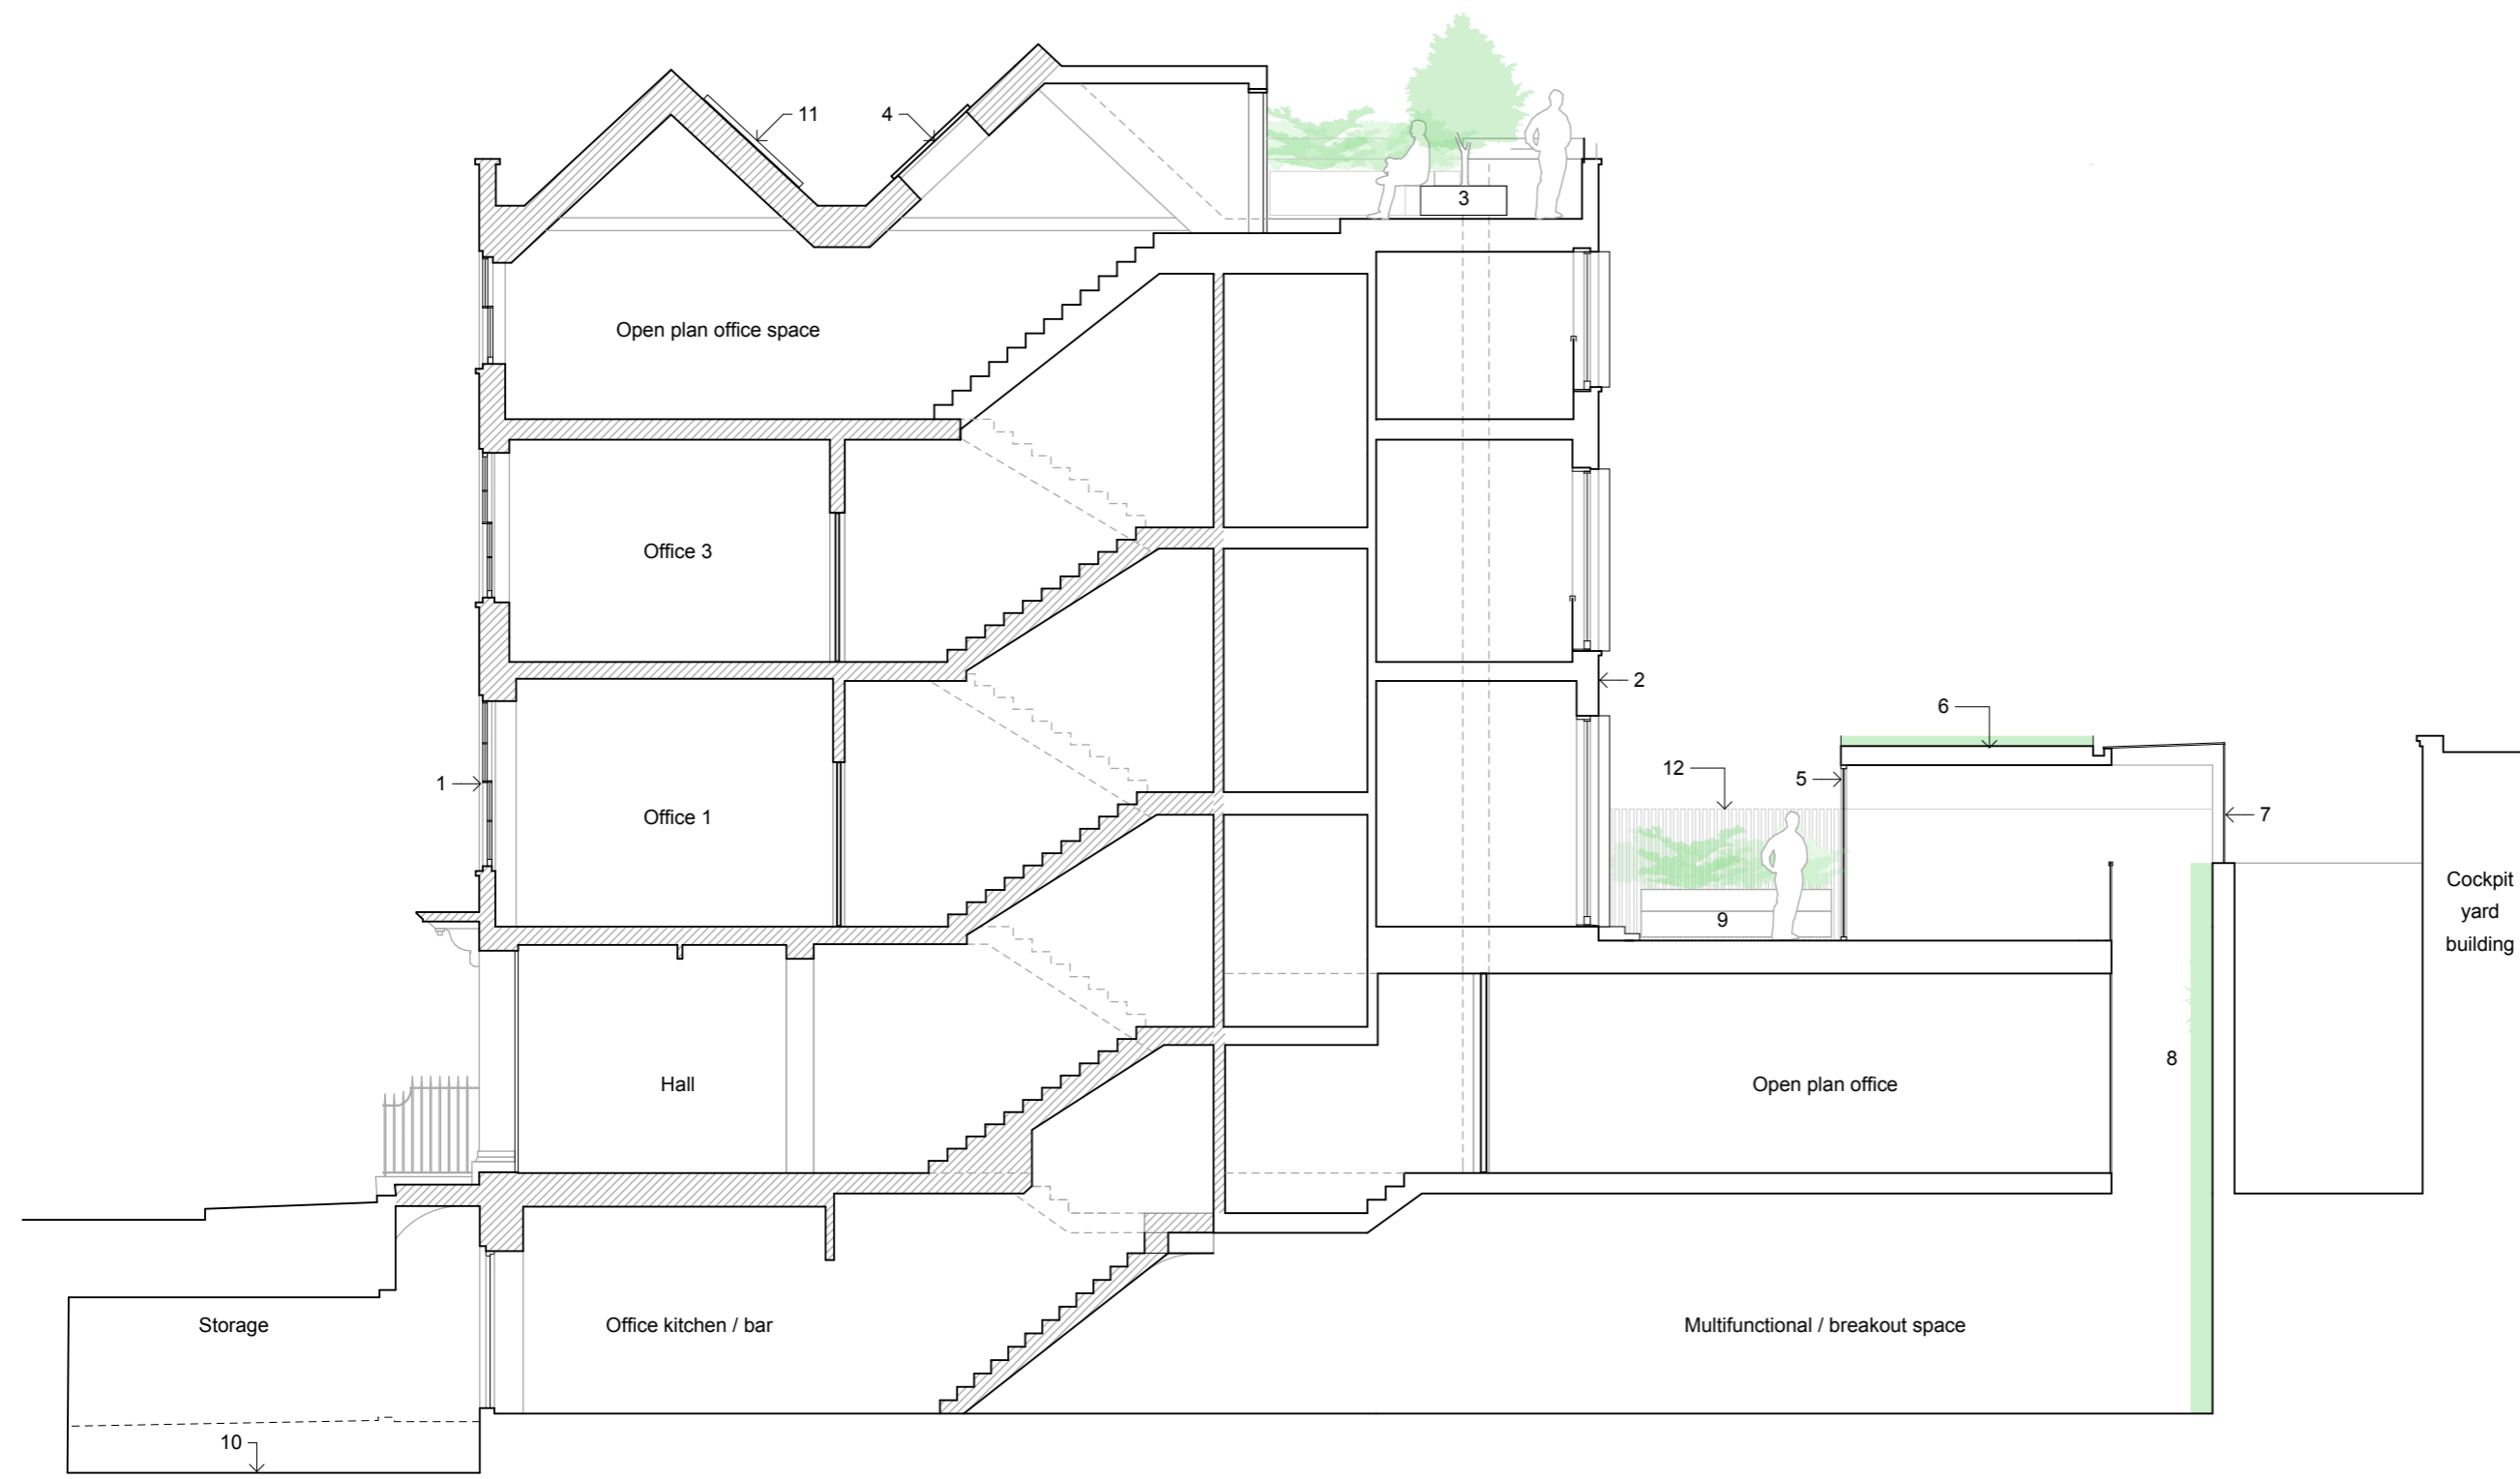 11
4
3
Open plan office space
Office 3
2
6
12
5
1
7
Office 1
Cockpit
yard
building
9
8
Hall
Open plan office
Storage
Office kitchen / bar
Multifunctional / breakout space
10